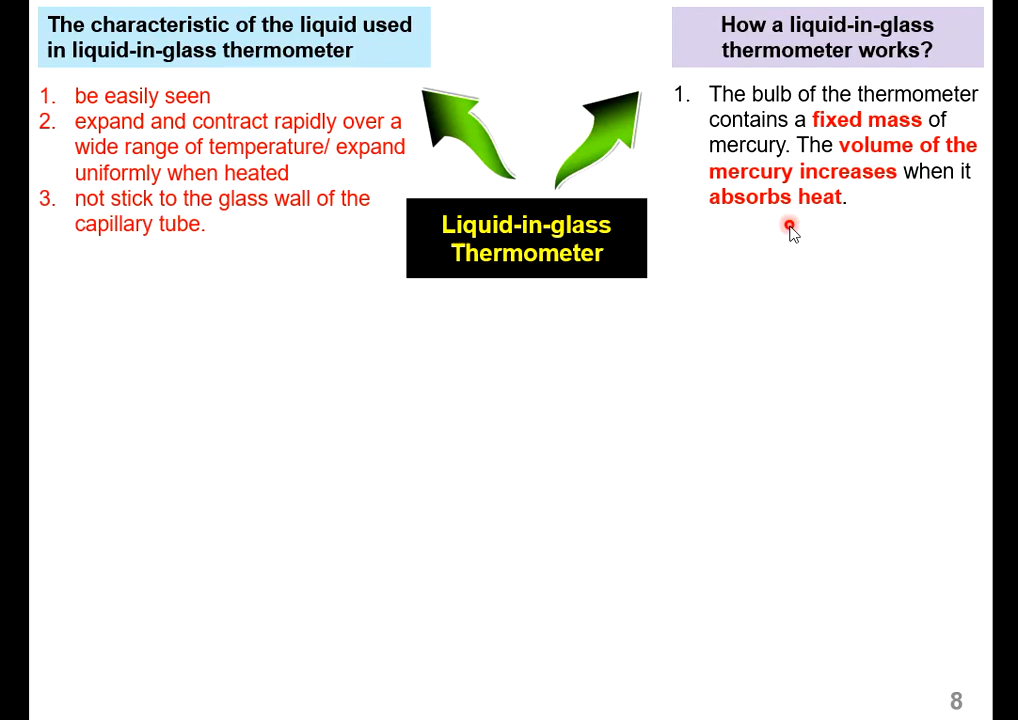 The characteristic of the liquid used
in liquid-in-glass thermometer
1. be easily seen
2. expand and contract rapidly over a
wide range of temperature/ expand
uniformly when heated
3. not stick to the glass wall of the
capillary tube.
Liquid-in-glass
Thermometer
How a liquid-in-glass
thermometer works?
1. The bulb of the thermometer
contains a fixed mass of
mercury. The volume of the
mercury increases when it
absorbs heat.
8